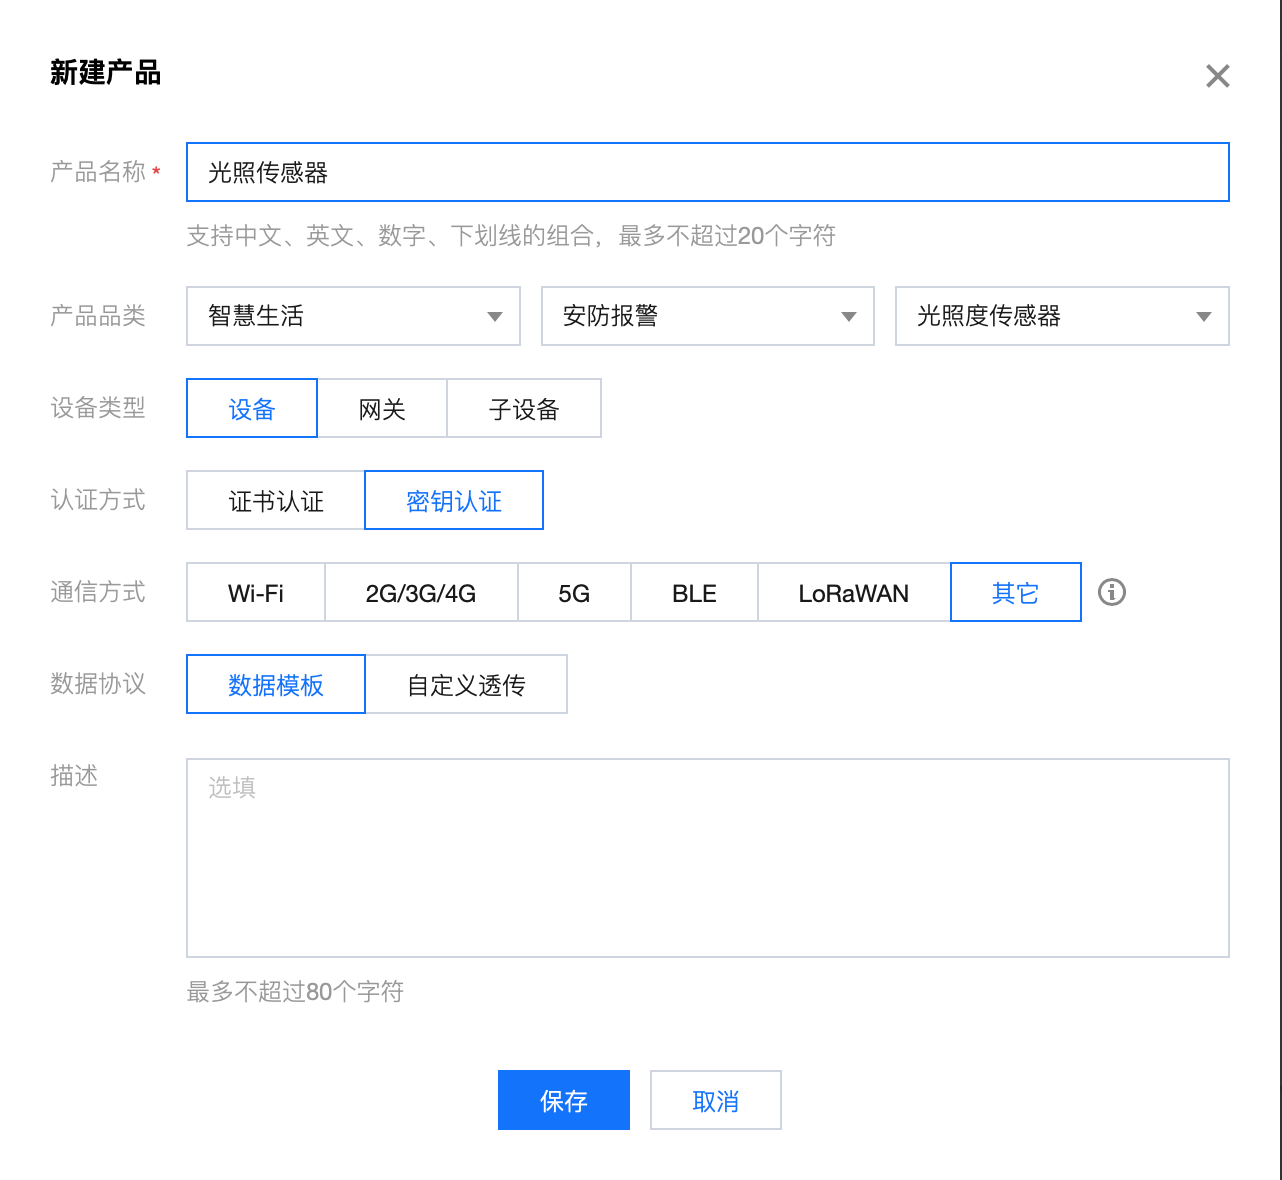 新建产品
产品名称 * 光照传感器
支持中文、英文、数字、下划线的组合，最多不超过20个字符
产品品类 智慧生活 安防报警 光照度传感器
设备类型 设备 网关 子设备
认证方式 证书认证 密钥认证
通信方式 Wi-Fi 2G/3G/4G 5G BLE LoRaWAN 其它
数据协议 数据模板 自定义透传
描述 选填
最多不超过80个字符
保存 取消